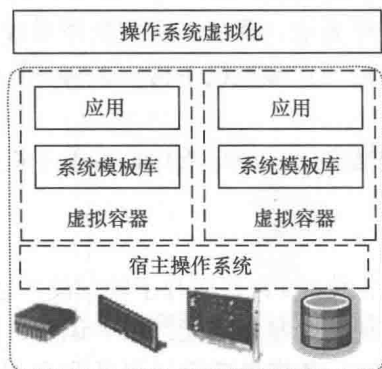 操作系统虚拟化
应用
应用
系统模板库
系统模板库
虚拟容器
虚拟容器
宿主操作系统